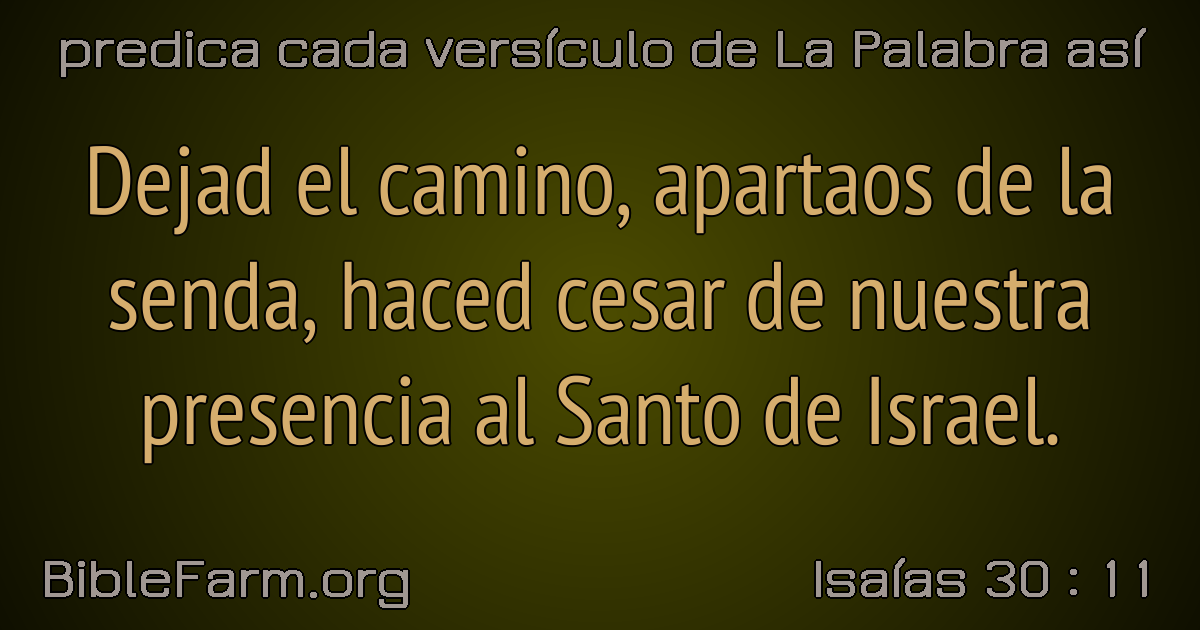 predica cada versículo de La Palabra así
Dejad el camino, apartaos de la
senda, haced cesar de nuestra
presencia al Santo de Israel.
BibleFarm.org
Isaías 30 : 11